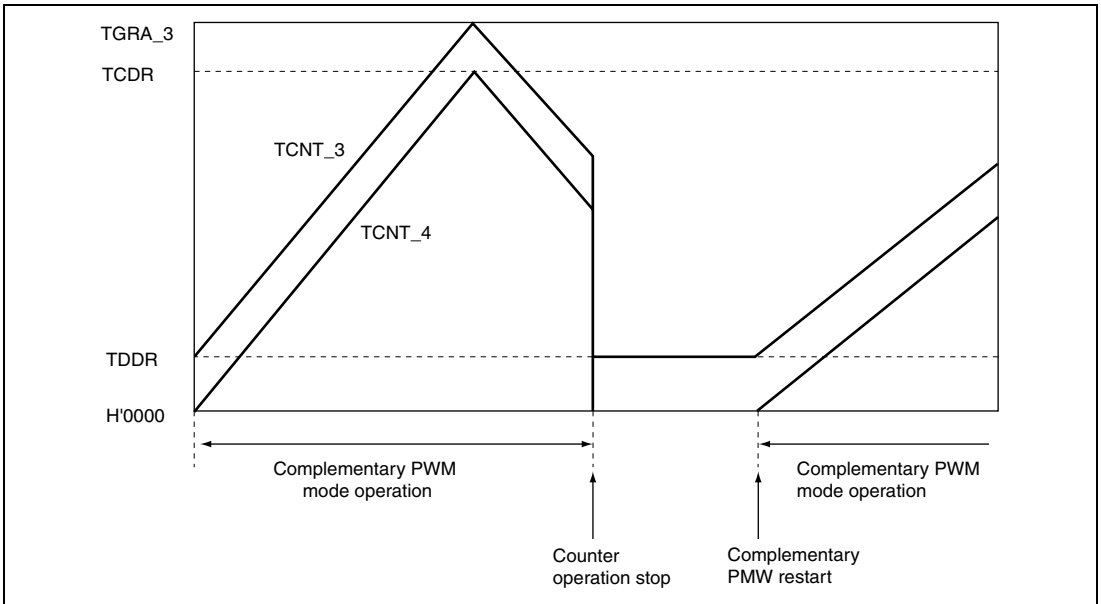 TGRA_3
TCDR
TCNT_3
TCNT_4
TDDR
H'0000
Complementary PWM
mode operation
Complementary PWM
mode operation
Counter
operation stop
Complementary
PMW restart